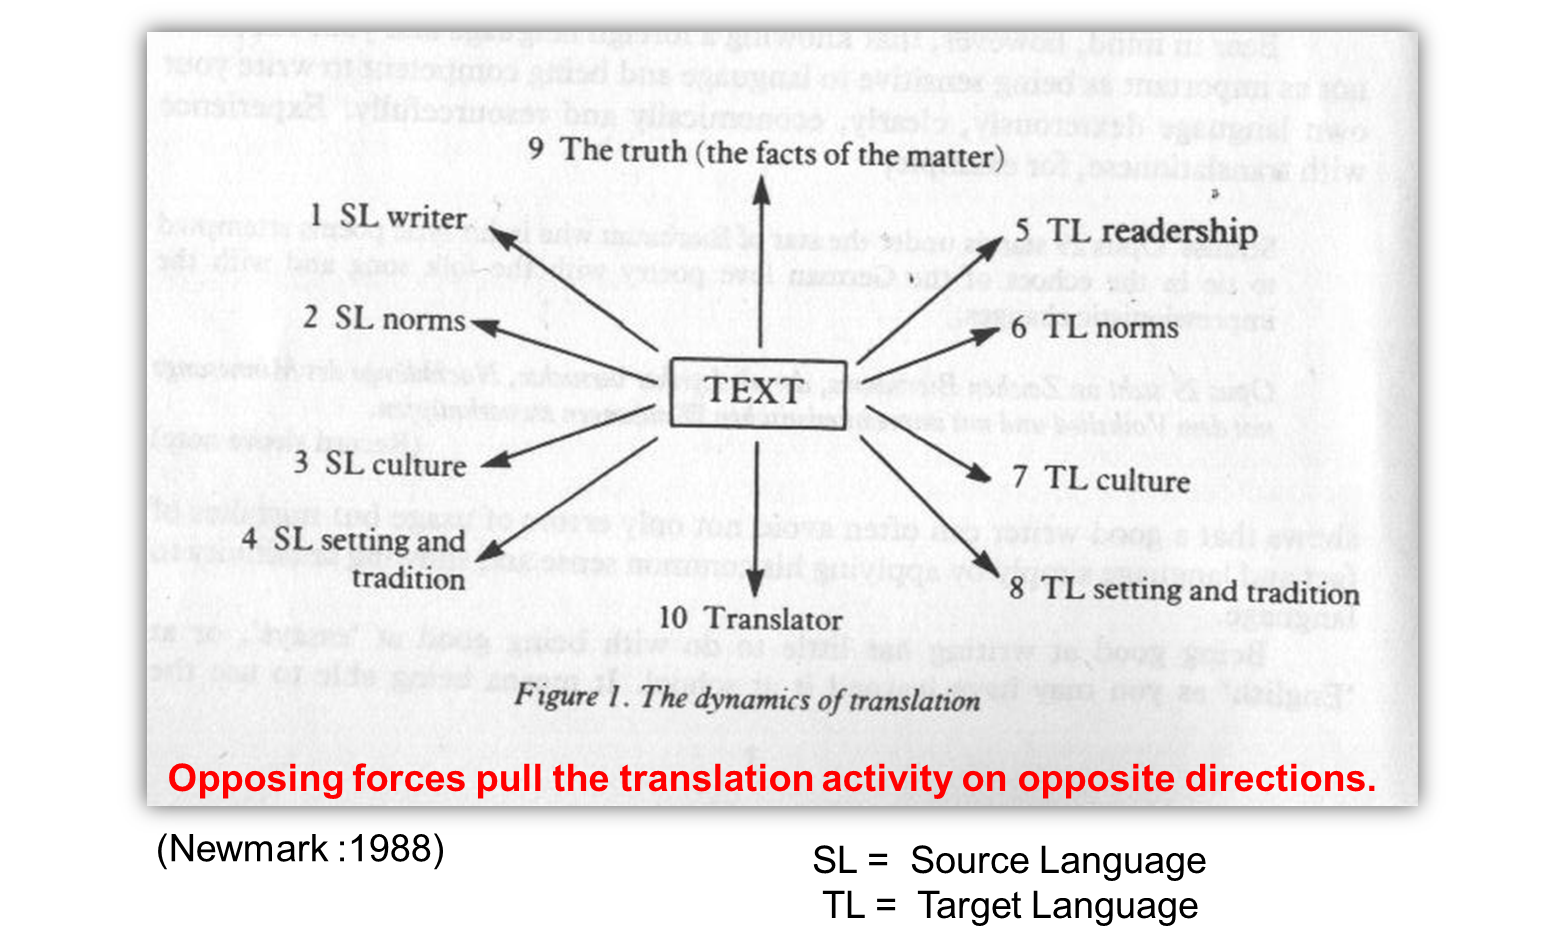 9 The truth (the facts of the matter)
1 SL writer
5 TL readership
2 SL norms
6 TL norms
TEXT
3 SL culture
7 TL culture
4 SL setting and
tradition
8 TL setting and tradition
10 Translator
Figure 1. The dynamics of translation
Opposing forces pull the translation activity on opposite directions.
(Newmark :1988)
SL = Source Language
TL = Target Language